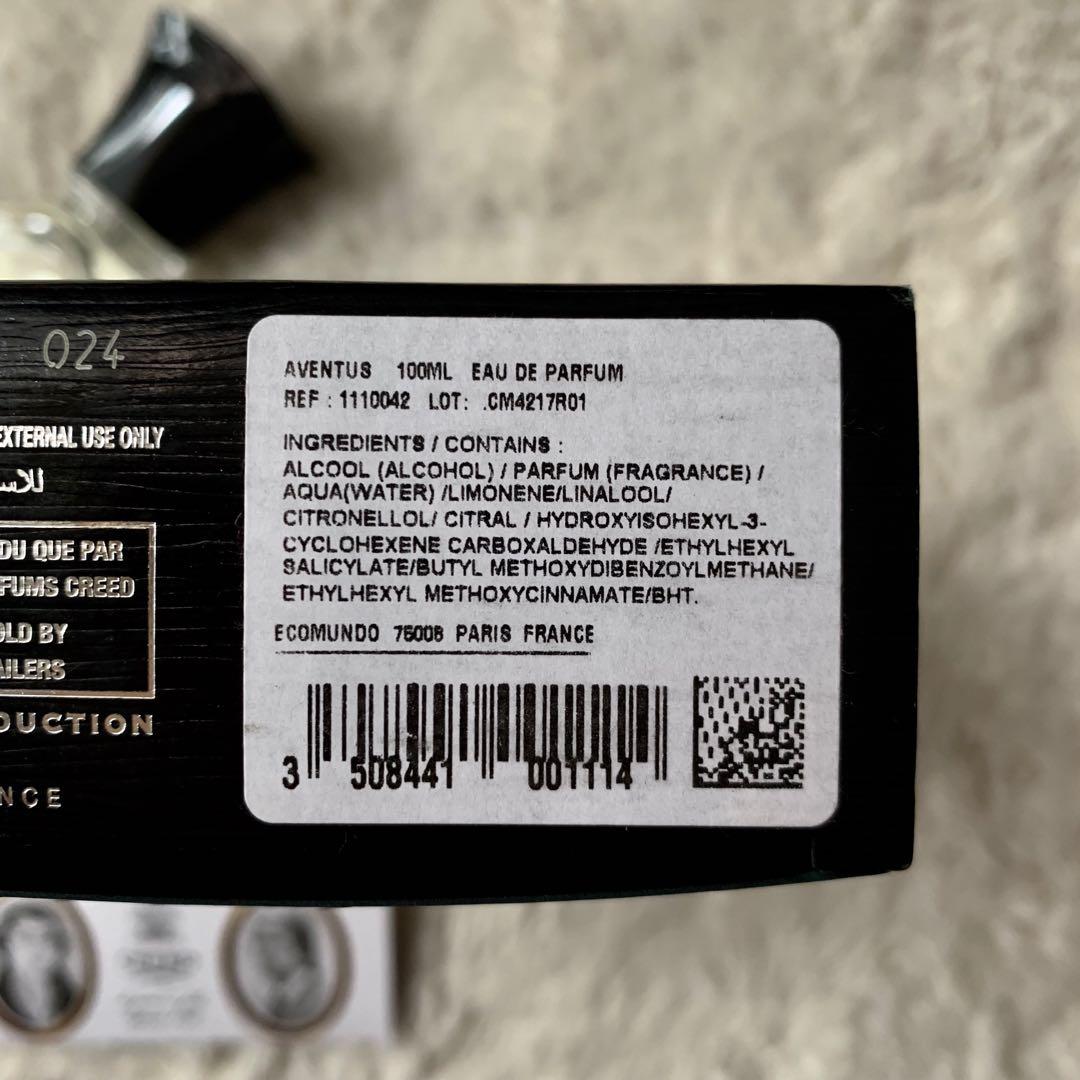 024
EXTERNAL USE ONLY
DU QUE PAR
FUMS CREED
OLD BY
AILERS
DUCTION
NCE
AVENTUS 100ML EAU DE PARFUM
REF : 1110042 LOT: .CM4217R01
INGREDIENTS / CONTAINS :
ALCOOL (ALCOHOL) / PARFUM (FRAGRANCE) /
AQUA(WATER) /LIMONENE/LINALOOL/
CITRONELLOL/ CITRAL / HYDROXYISOHEXYL-3-
CYCLOHEXENE CARBOXALDEHYDE /ETHYLHEXYL
SALICYLATE/BUTYL METHOXYDIBENZOYLMETHANE/
ETHYLHEXYL METHOXYCINNAMATE/BHT.
ECOMUNDO 75008 PARIS FRANCE
3 508441 001114